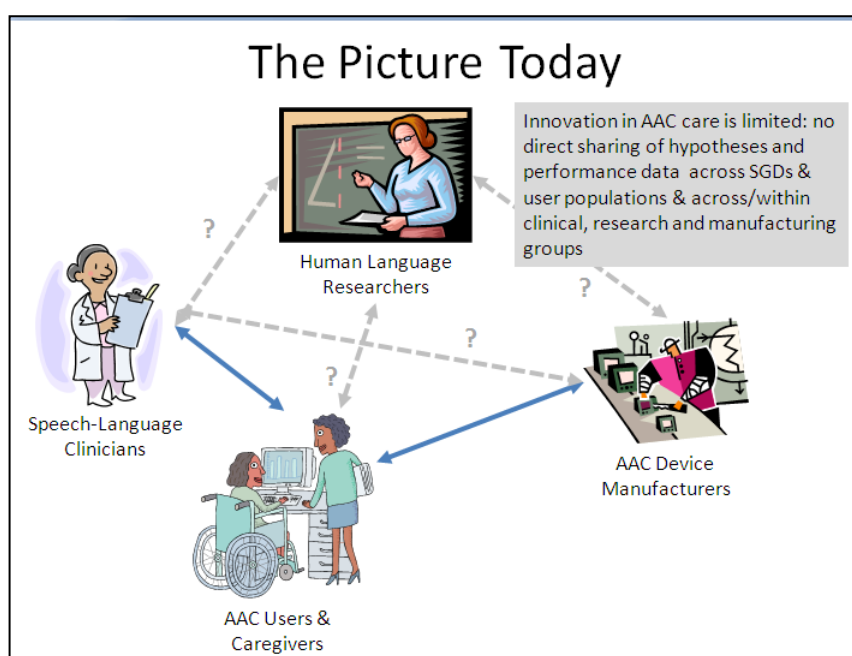 The Picture Today
Innovation in AAC care is limited: no
direct sharing of hypotheses and
performance data across SGDs &
user populations & across/within
clinical, research and manufacturing
groups
?
Human Language
Researchers
?
?
?
Speech-Language
Clinicians
AAC Device
Manufacturers
AAC Users &
Caregivers